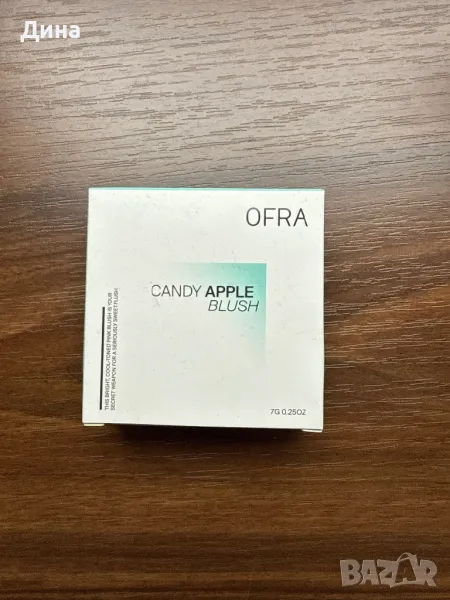 Дина
OFRA
CANDY APPLE
BLUSH
THIS BRIGHT, COOL-TONED PINK BLUSH IS YOUR
SECRET WEAPON FOR A SERIOUSLY SWEET FLUSH
7G 0.25OZ
BAZAR